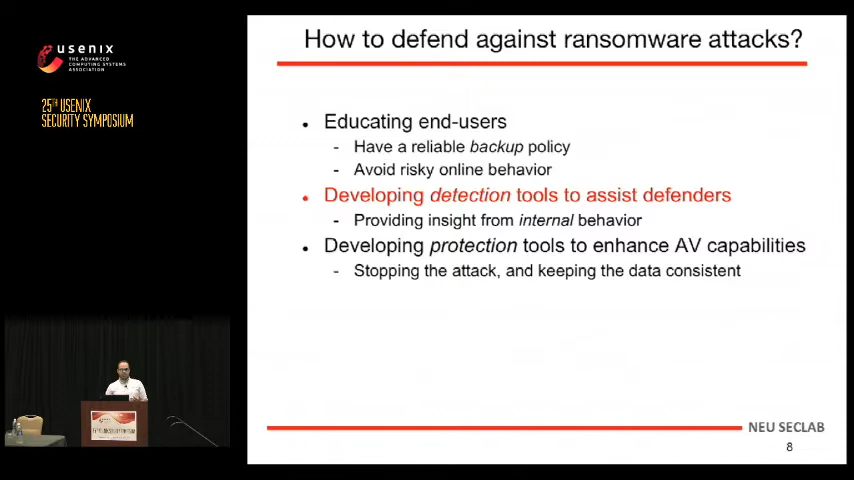 usenix
THE ADVANCED
COMPUTING SYSTEMS
ASSOCIATION
25TH USENIX
SECURITY SYMPOSIUM
How to defend against ransomware attacks?
• Educating end-users
- Have a reliable backup policy
- Avoid risky online behavior
• Developing detection tools to assist defenders
- Providing insight from internal behavior
• Developing protection tools to enhance AV capabilities
- Stopping the attack, and keeping the data consistent
NEU SECLAB
8